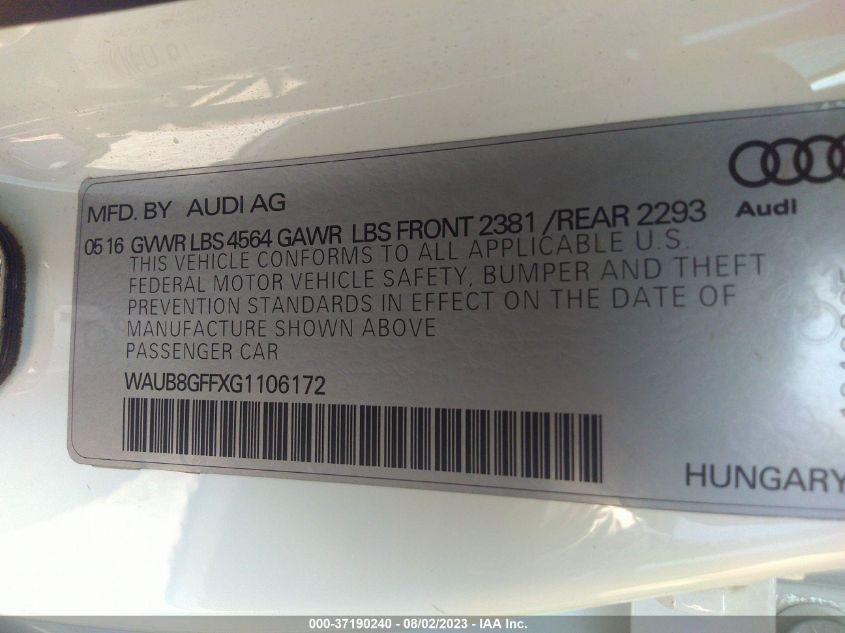 MFD. BY AUDI AG
Audi
05 16 GVWR LBS 4564 GAWR LBS FRONT 2381 /REAR 2293
THIS VEHICLE CONFORMS TO ALL APPLICABLE U.S.
FEDERAL MOTOR VEHICLE SAFETY, BUMPER AND THEFT
PREVENTION STANDARDS IN EFFECT ON THE DATE OF
MANUFACTURE SHOWN ABOVE
PASSENGER CAR
WAUB8GFFXG1106172
HUNGARY
000-37190240 - 08/02/2023 - IAA Inc.